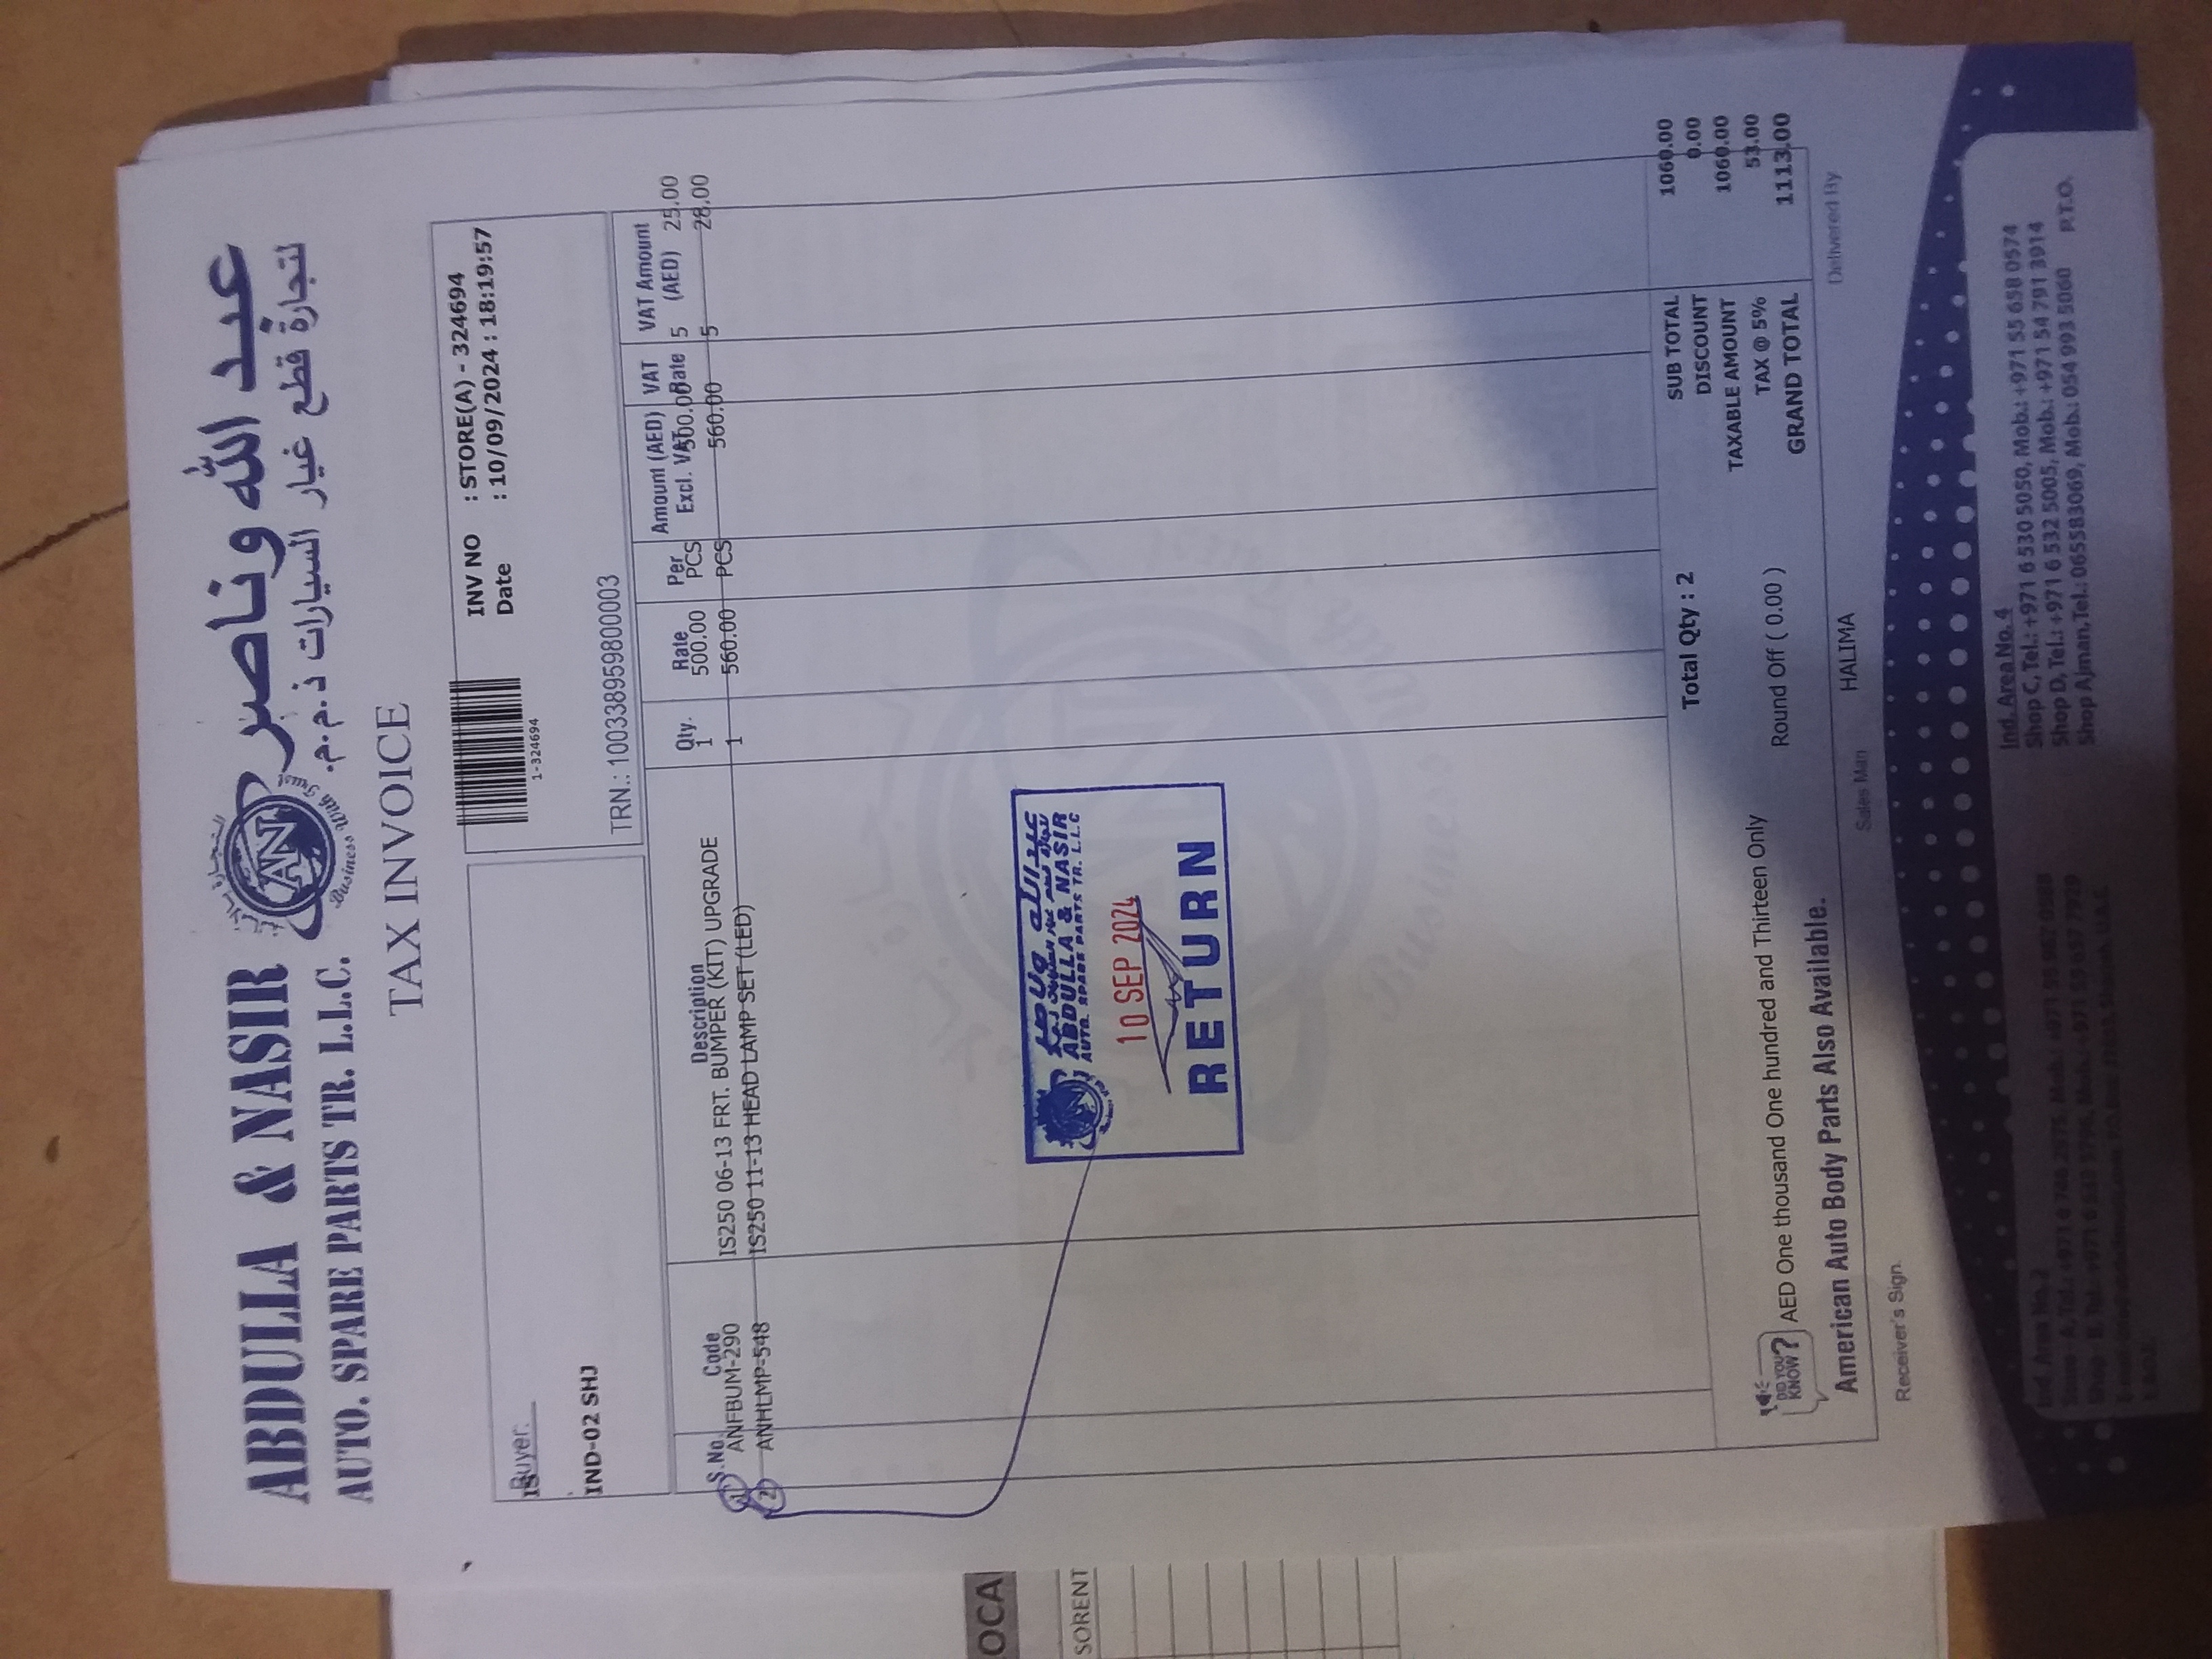 عبد الله وناصر
لتجارة قطع غيار السيارات ذ.م.م.
ABDULLA & NASIR
AUTO. SPARE PARTS TR. L.L.C.
AN
Business With Trust
TAX INVOICE
Buyer:
IS
IND-02 SHJ
1-324694
INV NO : STORE(A) - 324694
Date : 10/09/2024 : 18:19:57
TRN.: 100338959800003
S.No. Code Description Qty. Rate Per Amount (AED) Excl. VAT VAT Rate VAT Amount (AED)
1 ANFBUM-290 IS250 06-13 FRT. BUMPER (KIT) UPGRADE 1 500.00 PCS 500.00 5 25.00
2 ANHLMP-548 IS250 11-13 HEAD LAMP SET (LED) 1 560.00 PCS 560.00 5 28.00
ABDULLA & NASIR
AUTO. SPARE PARTS TR. L.L.C
10 SEP 2024
RETURN
Total Qty : 2
SUB TOTAL 1060.00
DISCOUNT 0.00
TAXABLE AMOUNT 1060.00
TAX @ 5% 53.00
Round Off ( 0.00 ) GRAND TOTAL 1113.00
DID YOU KNOW? AED One thousand One hundred and Thirteen Only
American Auto Body Parts Also Available.
Receiver's Sign. Sales Man HALIMA Delivered By
Ind. Area No. 4
Shop C, Tel.: +971 6 530 5050, Mob.: +971 55 658 0574
Shop D, Tel.: +971 6 532 5005, Mob.: +971 54 791 3914
Shop Ajman, Tel.: 065583069, Mob.: 054 993 5060 P.T.O.
OCA
SORENT